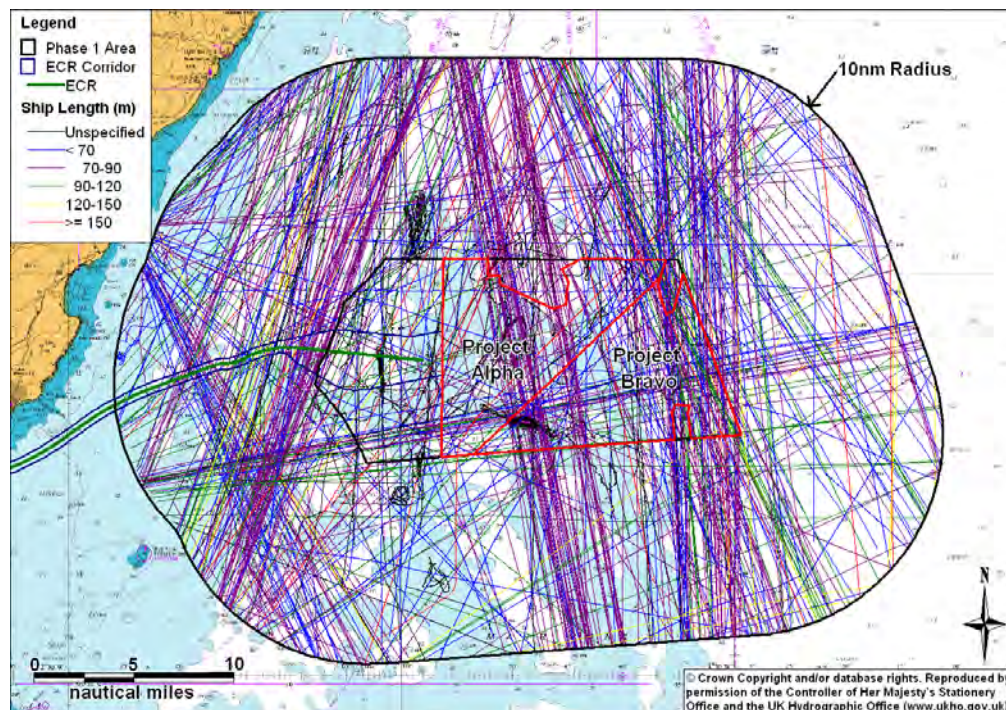 Legend
Phase 1 Area
ECR Corridor
ECR
Ship Length (m)
Unspecified
< 70
70-90
90-120
120-150
>= 150
10nm Radius
Project
Alpha
Project
Bravo
N
0 5 10
nautical miles
© Crown Copyright and/or database rights. Reproduced by
permission of the Controller of Her Majesty's Stationery
Office and the UK Hydrographic Office (www.ukho.gov.uk